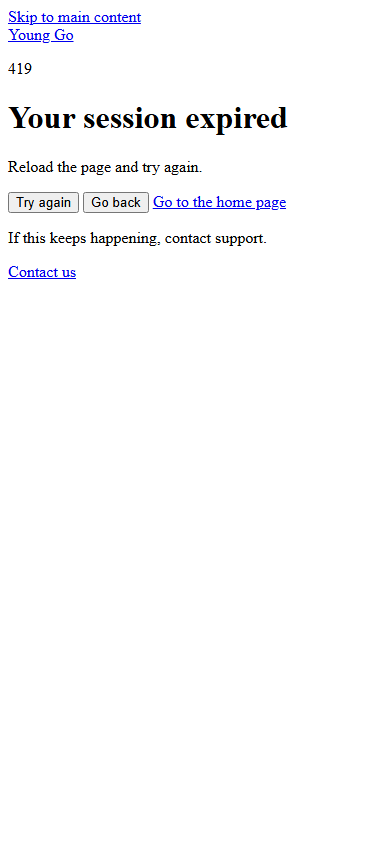 Skip to main content
Young Go
419
Your session expired
Reload the page and try again.
Try again Go back Go to the home page
If this keeps happening, contact support.
Contact us